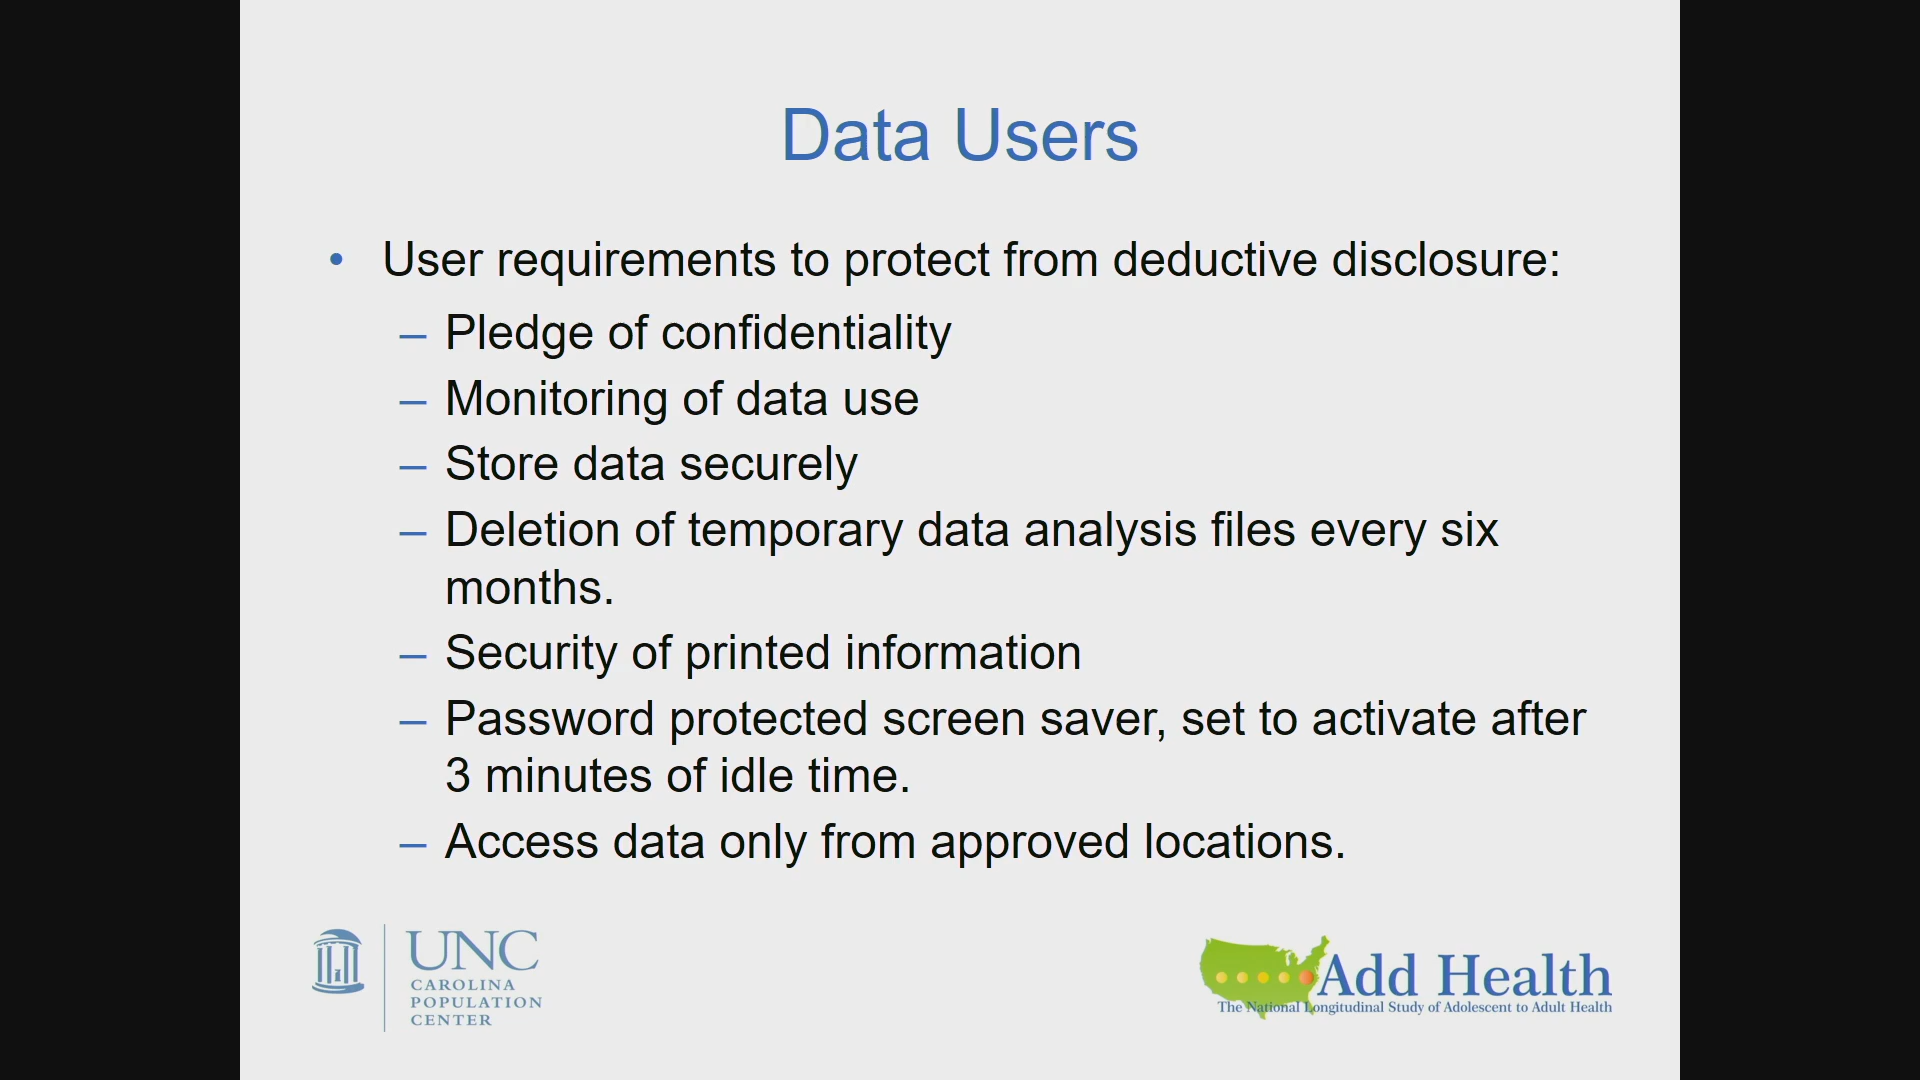 Data Users
• User requirements to protect from deductive disclosure:
– Pledge of confidentiality
– Monitoring of data use
– Store data securely
– Deletion of temporary data analysis files every six
months.
– Security of printed information
– Password protected screen saver, set to activate after
3 minutes of idle time.
– Access data only from approved locations.
UNC
CAROLINA
POPULATION
CENTER
Add Health
The National Longitudinal Study of Adolescent to Adult Health